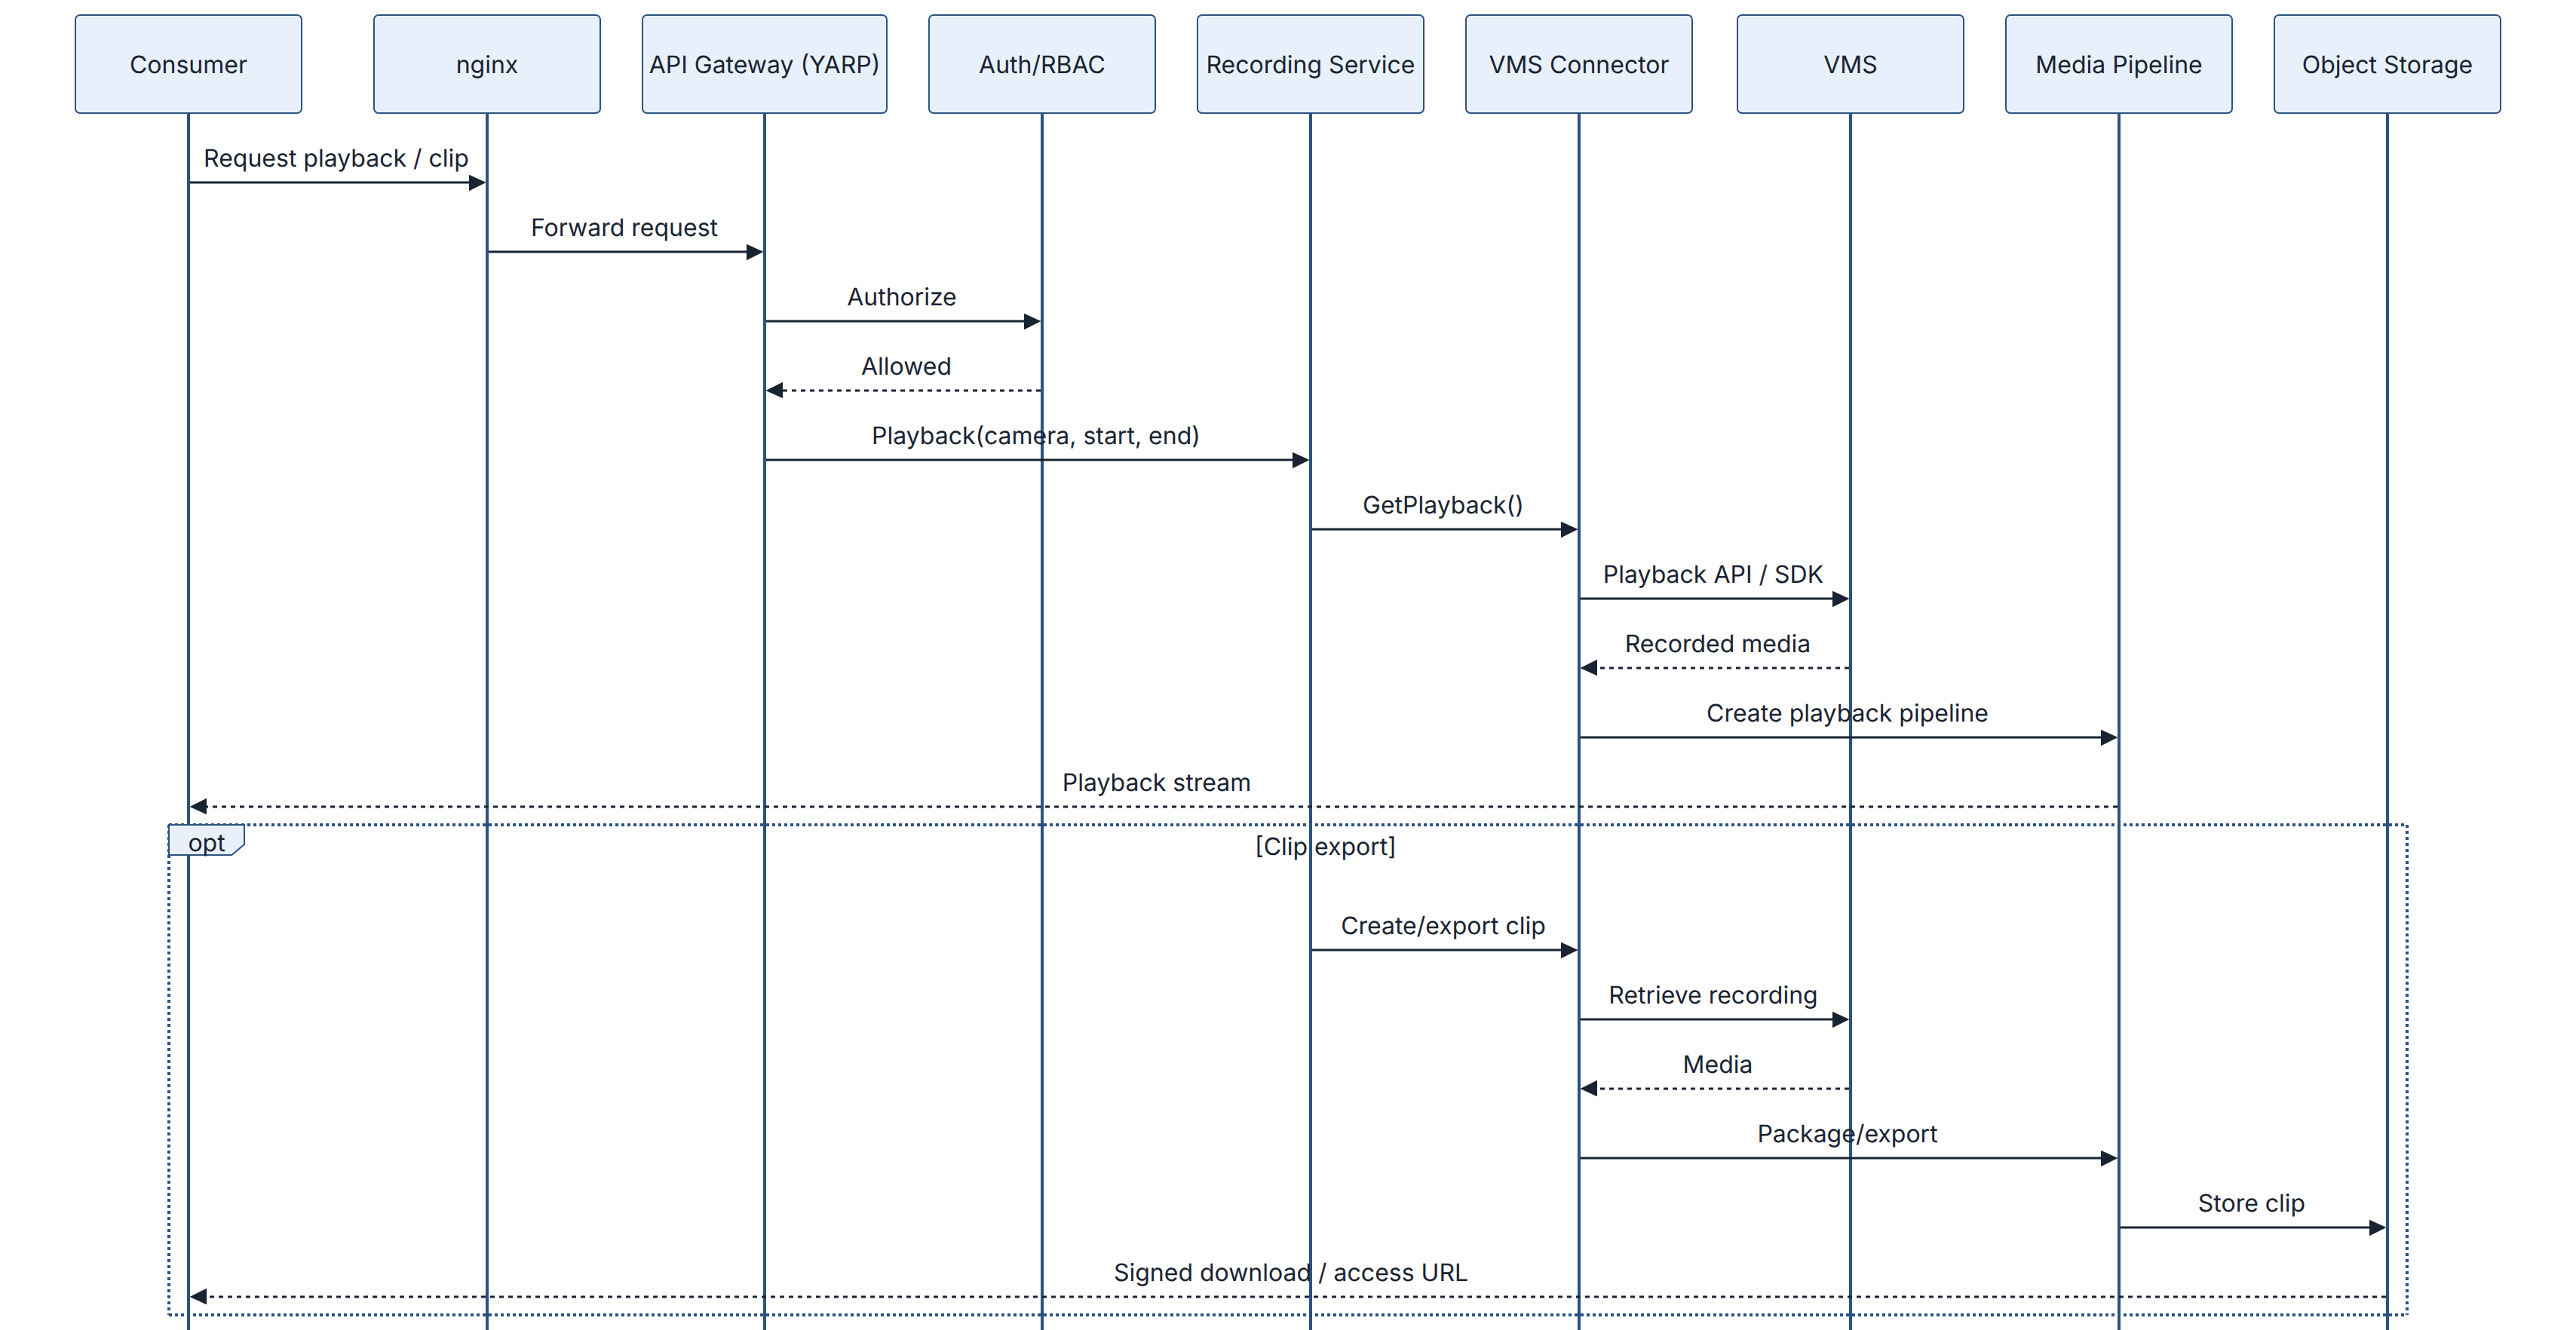 Consumer
nginx
API Gateway (YARP)
Auth/RBAC
Recording Service
VMS Connector
VMS
Media Pipeline
Object Storage
Request playback / clip
Forward request
Authorize
Allowed
Playback(camera, start, end)
GetPlayback()
Playback API / SDK
Recorded media
Create playback pipeline
Playback stream
opt
[Clip export]
Create/export clip
Retrieve recording
Media
Package/export
Store clip
Signed download / access URL